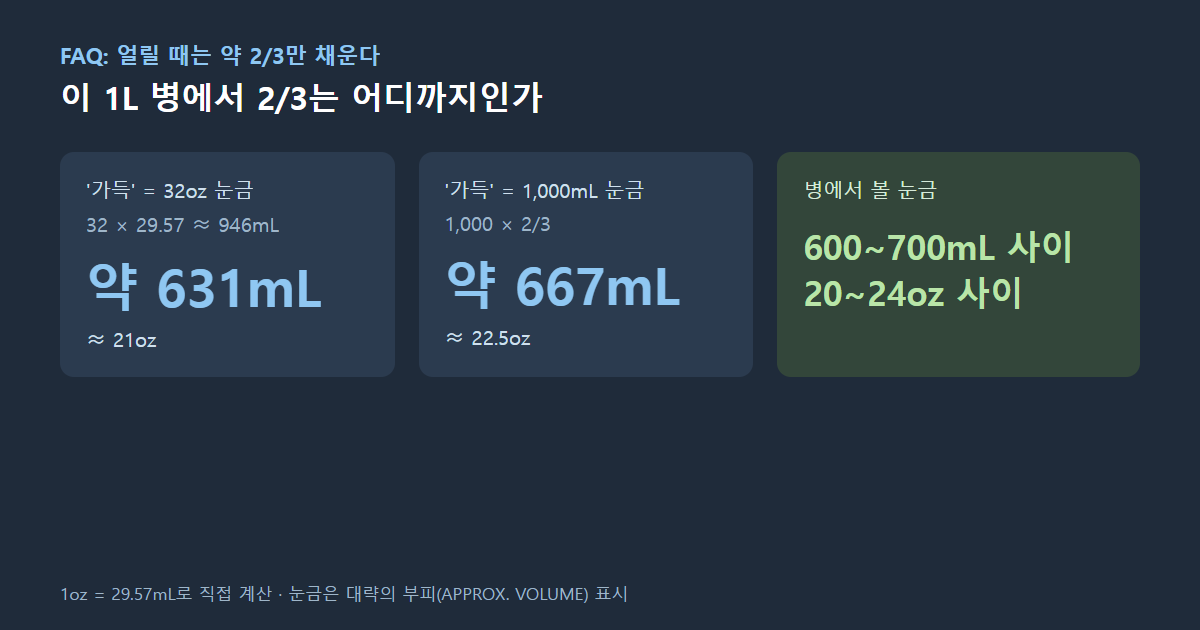 FAQ: 얼릴 때는 약 2/3만 채운다
이 1L 병에서 2/3는 어디까지인가
'가득' = 32oz 눈금
32 × 29.57 ≈ 946mL
약 631mL
≈ 21oz
'가득' = 1,000mL 눈금
1,000 × 2/3
약 667mL
≈ 22.5oz
병에서 볼 눈금
600~700mL 사이
20~24oz 사이
1oz = 29.57mL로 직접 계산 · 눈금은 대략의 부피(APPROX. VOLUME) 표시